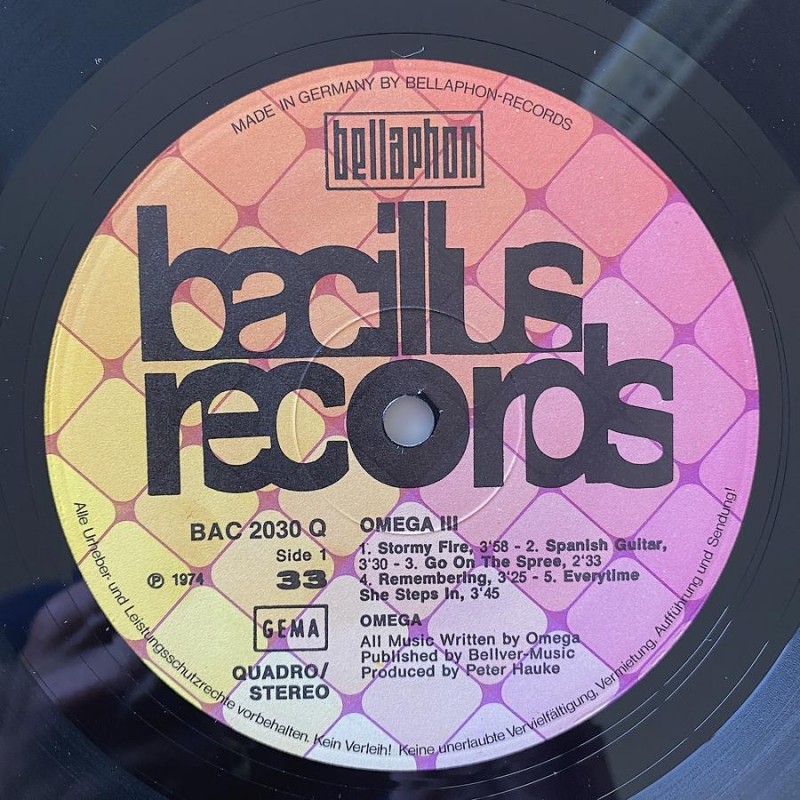 MADE IN GERMANY BY BELLAPHON-RECORDS
bellaphon
bacillus
records
BAC 2030 Q
Side 1
℗ 1974
33
GEMA
QUADRO/
STEREO
OMEGA III
1. Stormy Fire, 3'58 - 2. Spanish Guitar,
3'30 - 3. Go On The Spree, 2'33
4. Remembering, 3'25 - 5. Everytime
She Steps In, 3'45
OMEGA
All Music Written by Omega
Published by Bellver-Music
Produced by Peter Hauke
Alle Urheber- und Leistungsschutzrechte vorbehalten. Kein Verleih! Keine unerlaubte Vervielfältigung, Vermietung, Aufführung und Sendung!